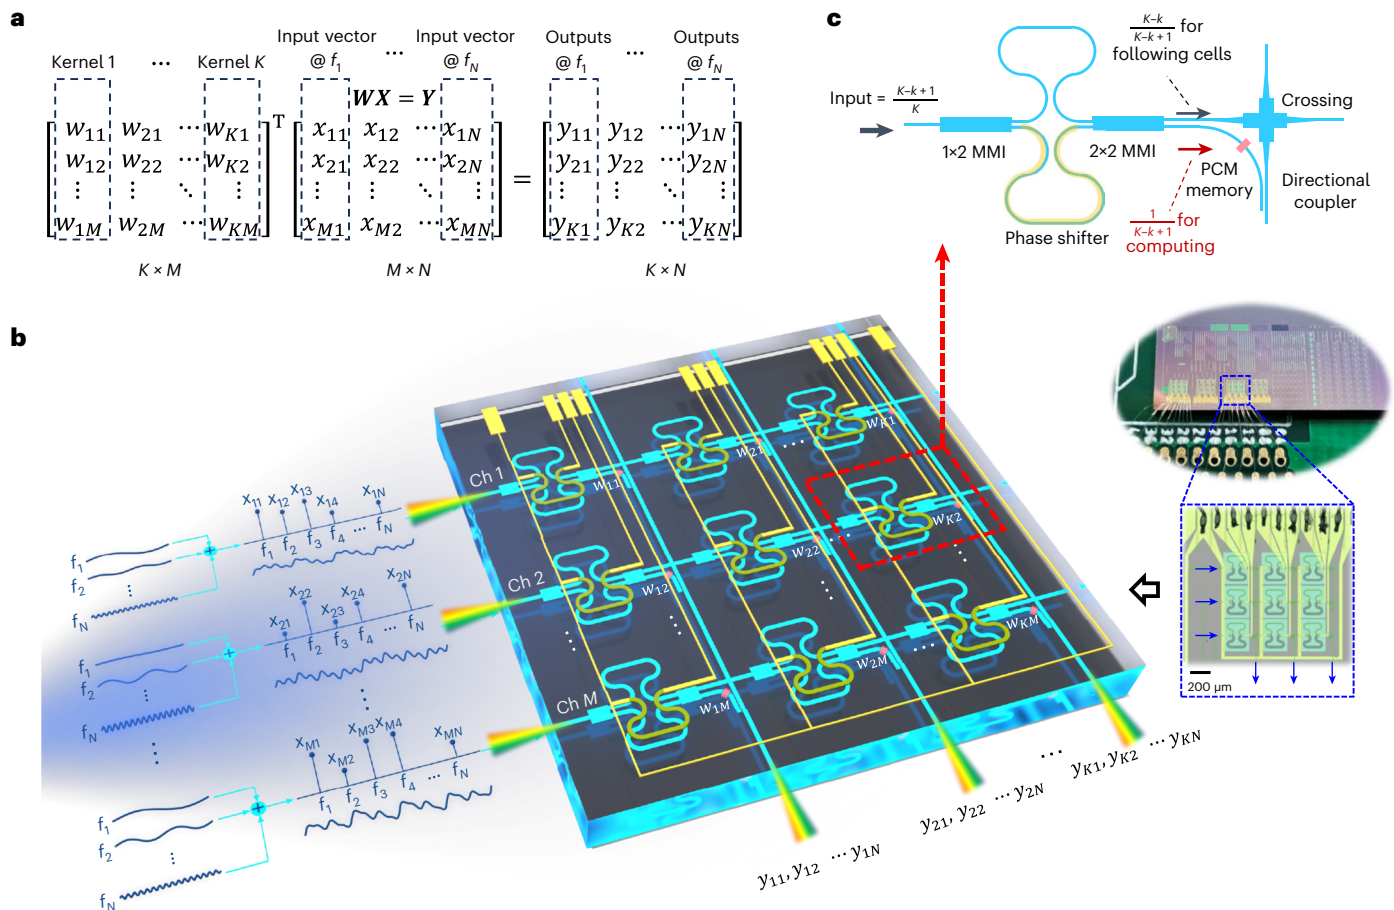 a
Kernel 1 ··· Kernel K
Input vector @ f1 ··· Input vector @ fN
Outputs @ f1 ··· Outputs @ fN
WX = Y
w11 w21 ··· wK1
w12 w22 ··· wK2
⋮ ⋮ ⋱ ⋮
w1M w2M ··· wKM
T
x11 x12 ··· x1N
x21 x22 ··· x2N
⋮ ⋮ ⋱ ⋮
xM1 xM2 ··· xMN
=
y11 y12 ··· y1N
y21 y22 ··· y2N
⋮ ⋮ ⋱ ⋮
yK1 yK2 ··· yKN
K × M
M × N
K × N
c
Input = K–k+1/K
K–k/K–k+1 for
following cells
Crossing
1×2 MMI
2×2 MMI
PCM
memory
Directional
coupler
Phase shifter
1/K–k+1 for
computing
b
Ch 1
w11
w21
···
wK1
x11 x12 x13 x14 x1N
f1 f2 f3 f4 ··· fN
f1
f2
⋮
fN
+
Ch 2
w12
w22
···
wK2
x21 x22 x23 x24 x2N
f1 f2 f3 f4 ··· fN
f1
f2
⋮
fN
+
⋮
Ch M
w1M
w2M
···
wKM
xM1 xM2 xM3 xM4 xMN
f1 f2 f3 f4 ··· fN
f1
f2
⋮
fN
+
y11, y12 ··· y1N
y21, y22 ··· y2N
···
yK1, yK2 ··· yKN
200 µm